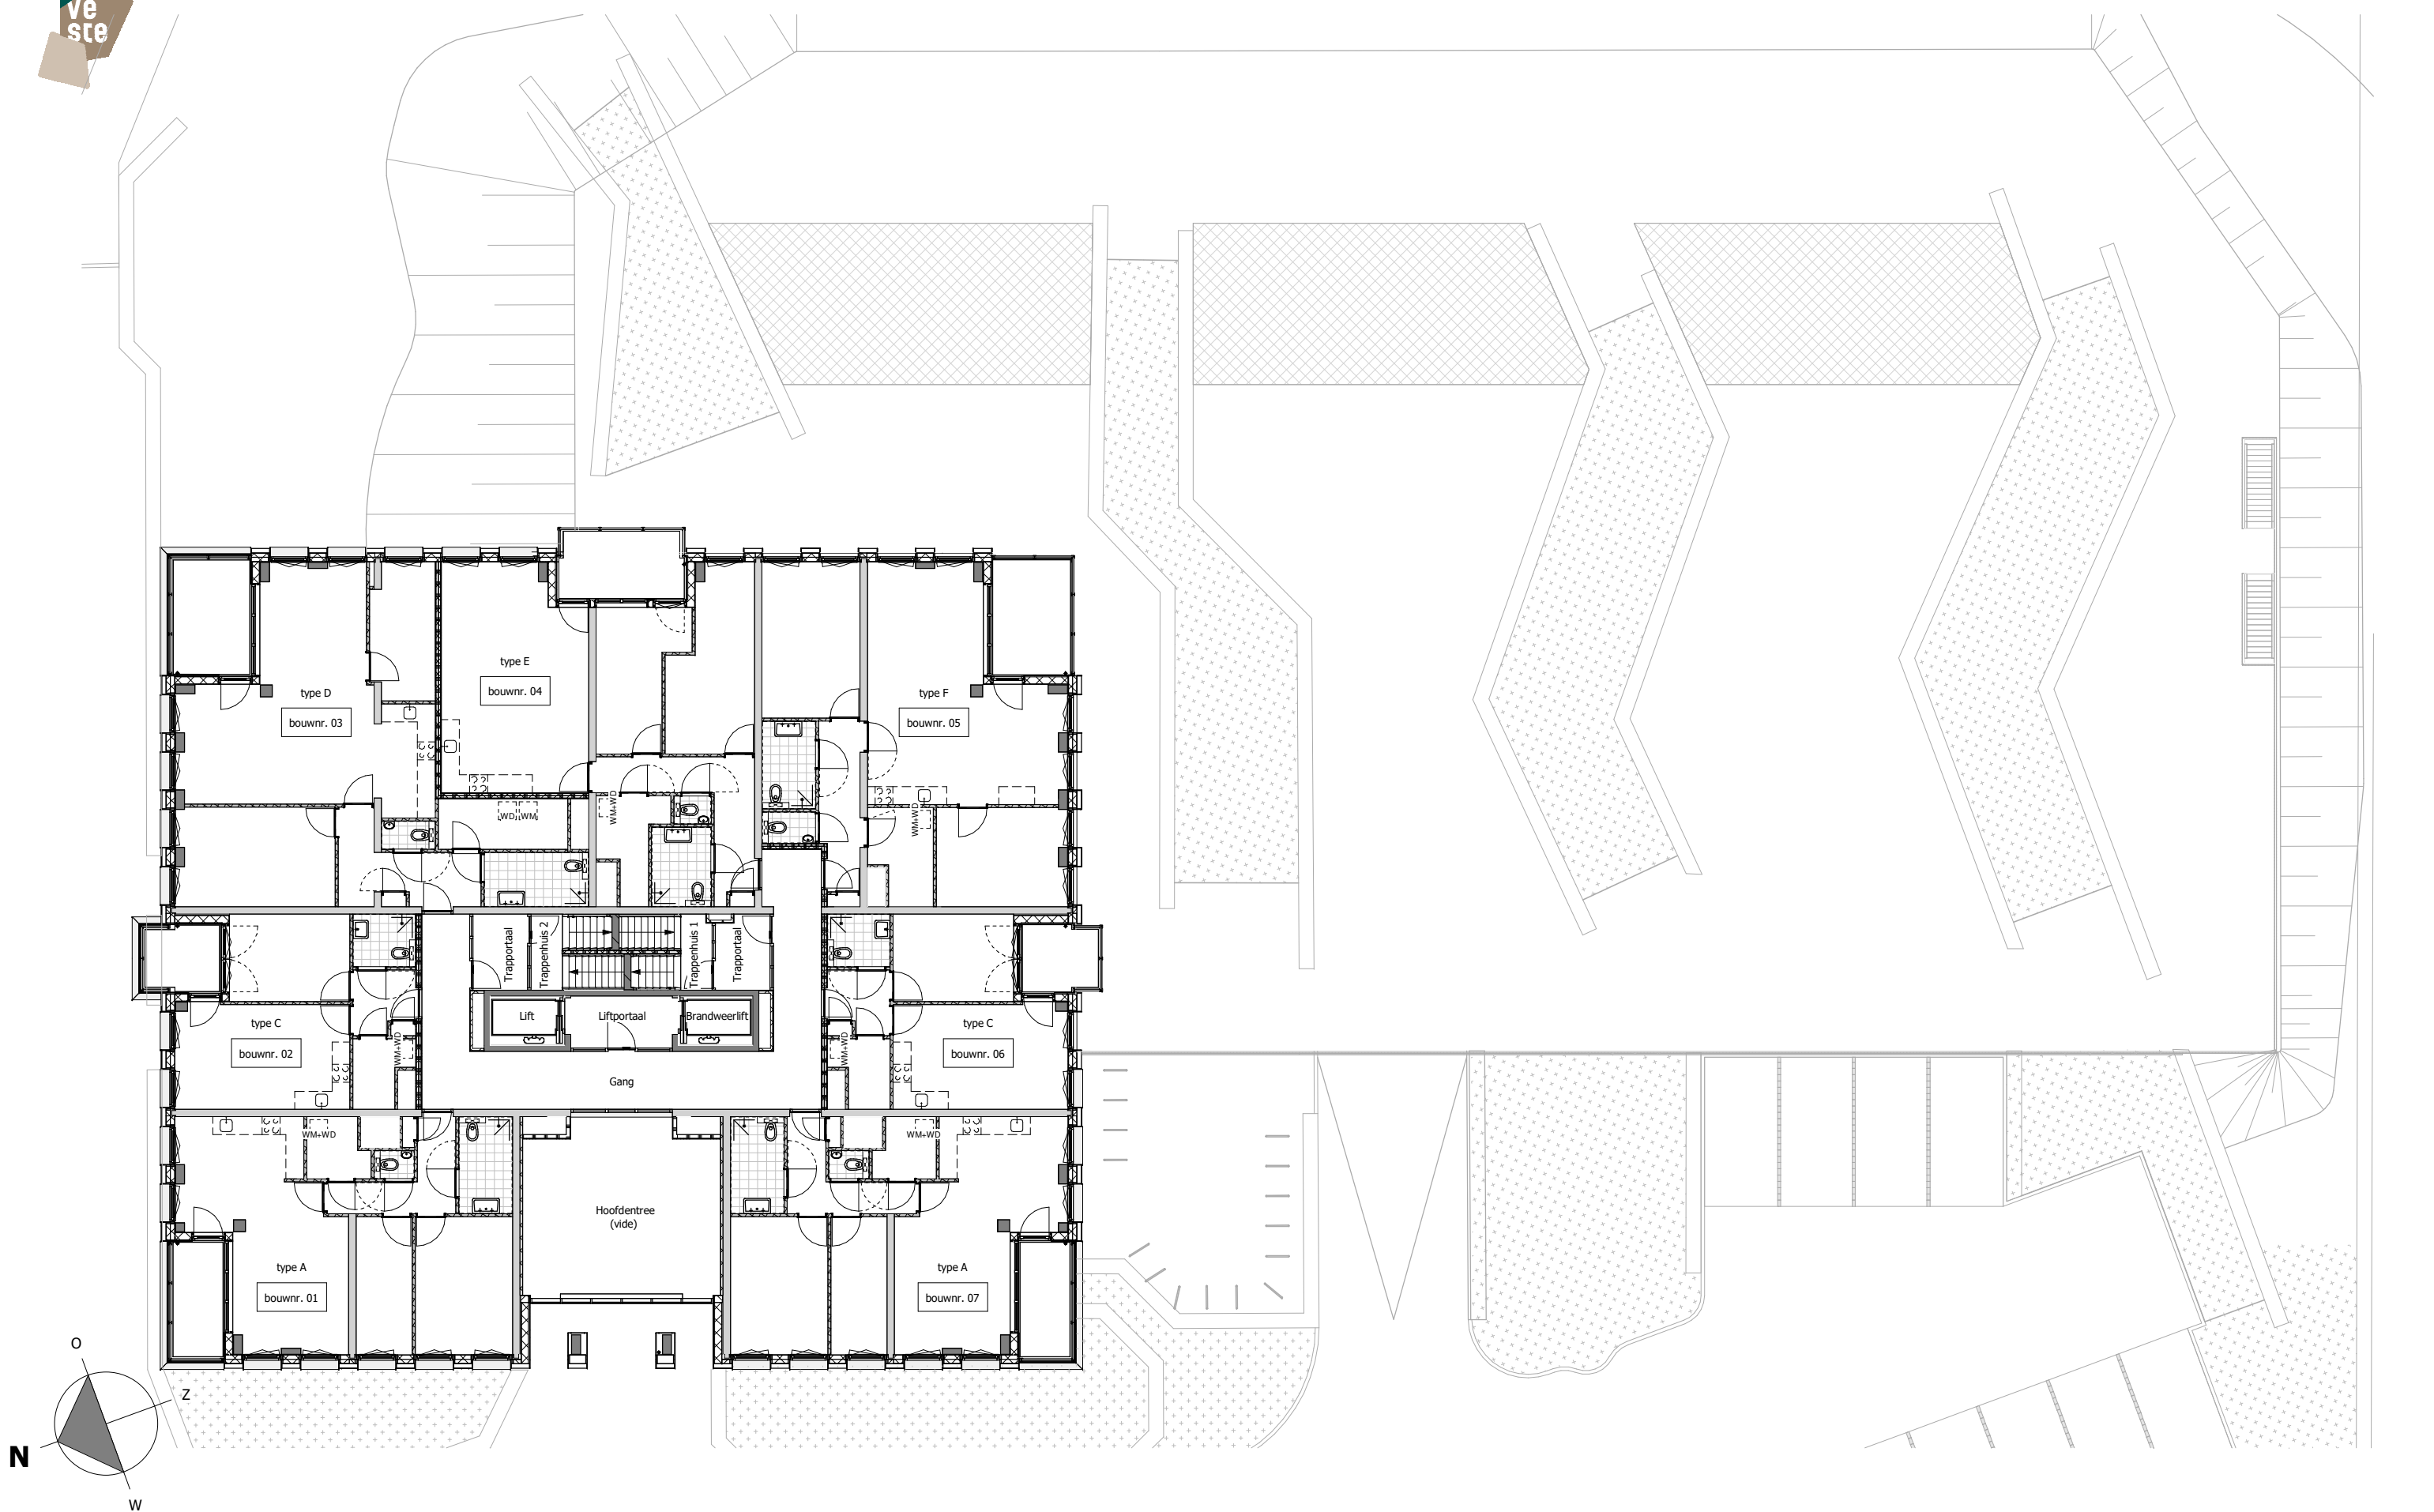 ve
ste
type E
bouwnr. 04
type D
bouwnr. 03
type F
bouwnr. 05
WD WM
WM+WD
WM+WD
Trapportaal
Trappenhuis 2
Trappenhuis 1
Trapportaal
Lift
Liftportaal
Brandweerlift
type C
bouwnr. 02
WM+WD
WM+WD
type C
bouwnr. 06
Gang
WM+WD
WM+WD
Hoofdentree
(vide)
type A
bouwnr. 01
type A
bouwnr. 07
O
Z
N
W